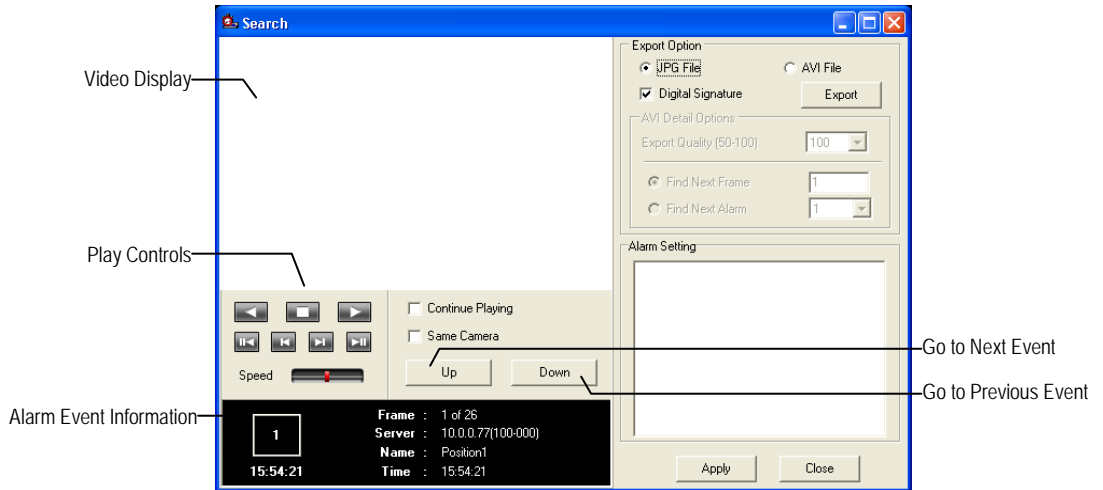 Search
Video Display
Play Controls
Alarm Event Information
Export Option
JPG File
AVI File
Digital Signature
Export
AVI Detail Options
Export Quality (50-100)
100
Find Next Frame
1
Find Next Alarm
1
Alarm Setting
Continue Playing
Same Camera
Up
Down
Speed
Go to Next Event
Go to Previous Event
1
15:54:21
Frame : 1 of 26
Server : 10.0.0.77(100-000)
Name : Position1
Time : 15:54:21
Apply
Close